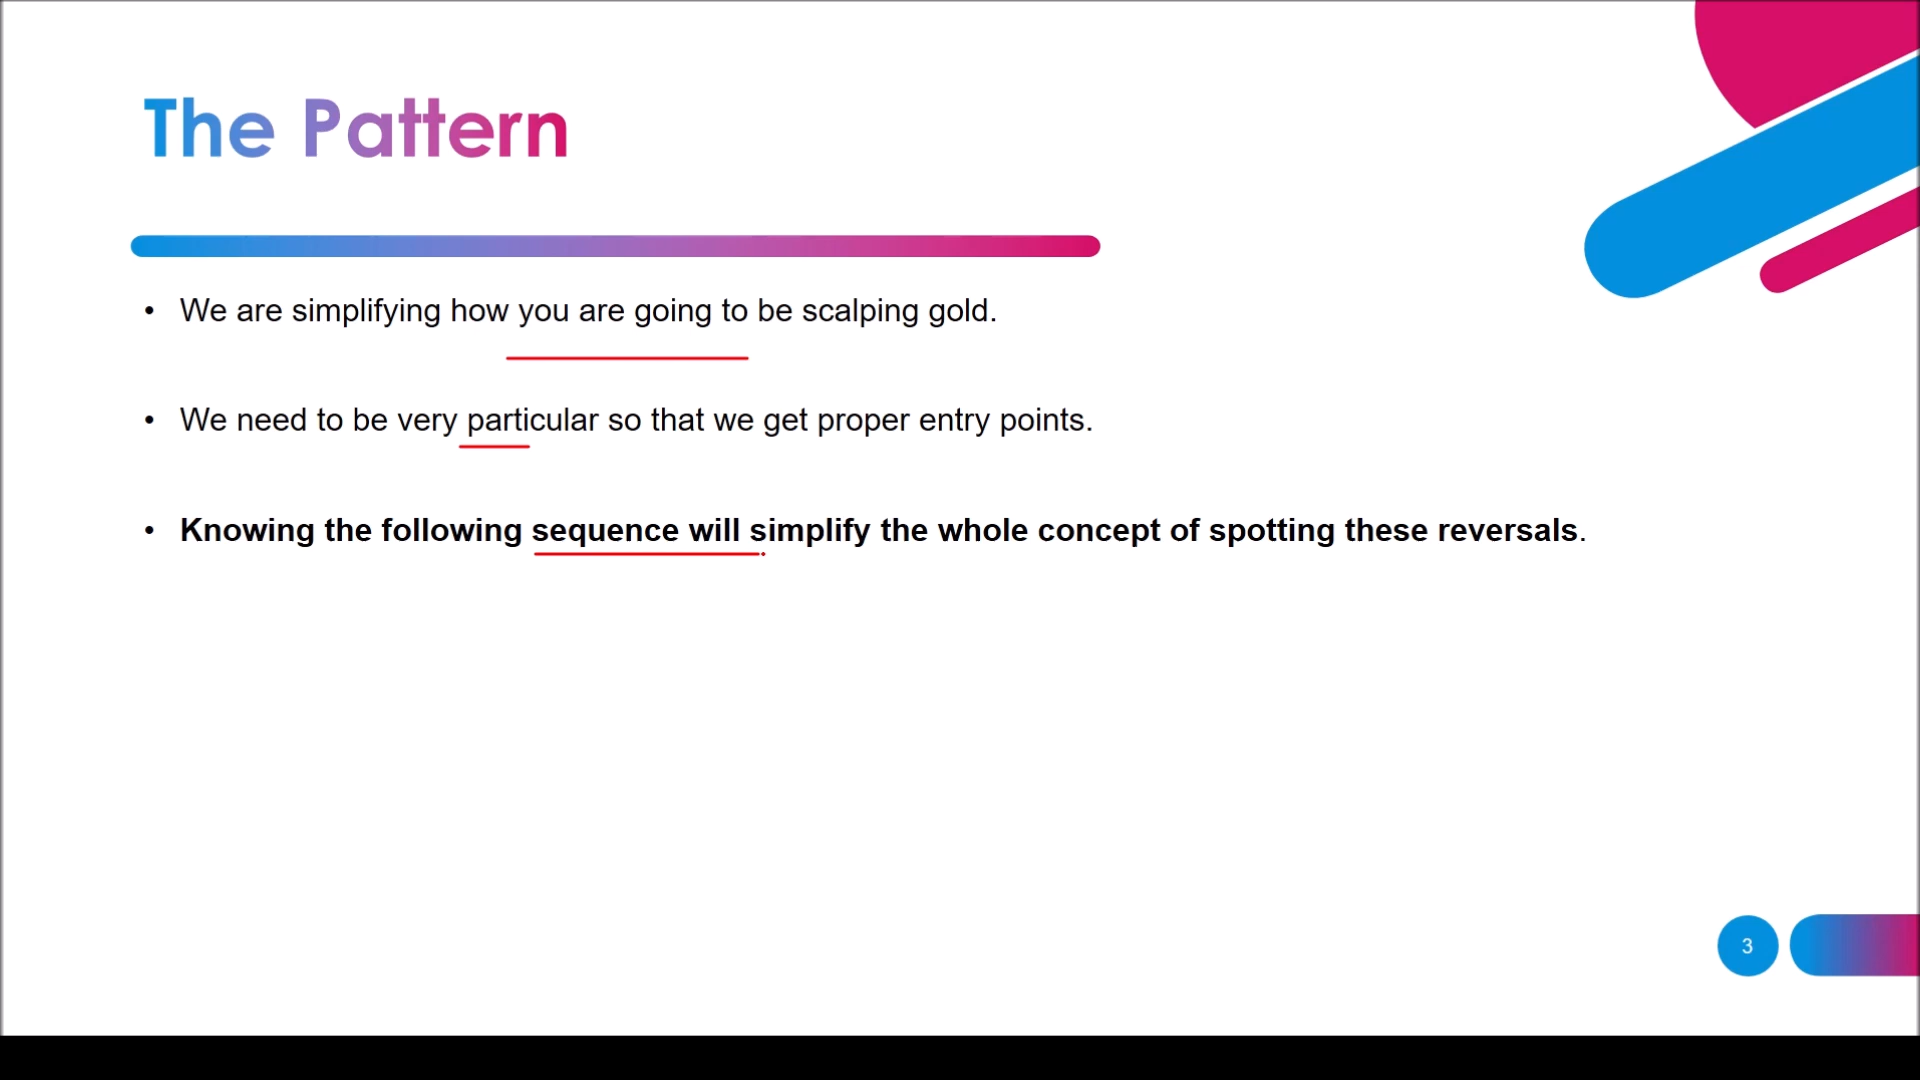 The Pattern
• We are simplifying how you are going to be scalping gold.
• We need to be very particular so that we get proper entry points.
• Knowing the following sequence will simplify the whole concept of spotting these reversals.
3